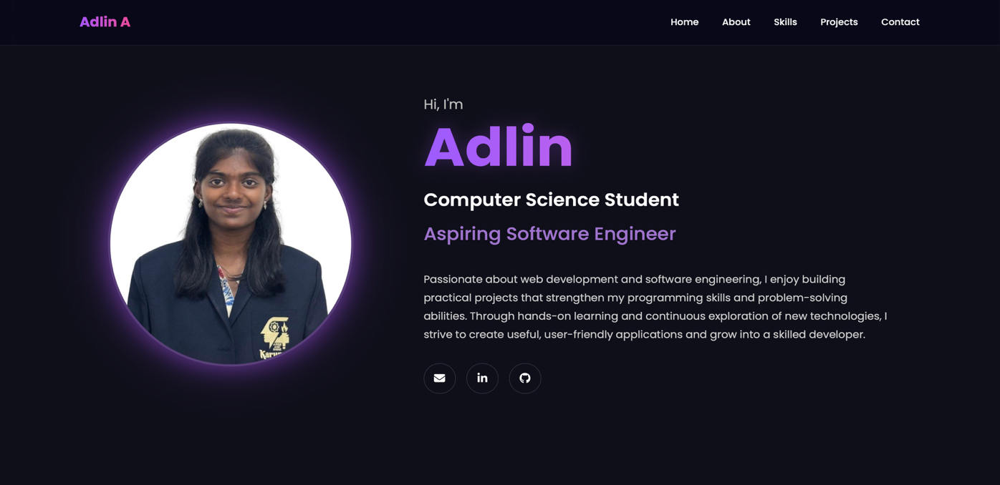 Adlin A
Home
About
Skills
Projects
Contact
Hi, I'm
Adlin
Computer Science Student
Aspiring Software Engineer
Passionate about web development and software engineering, I enjoy building
practical projects that strengthen my programming skills and problem-solving
abilities. Through hands-on learning and continuous exploration of new technologies, I
strive to create useful, user-friendly applications and grow into a skilled developer.
in